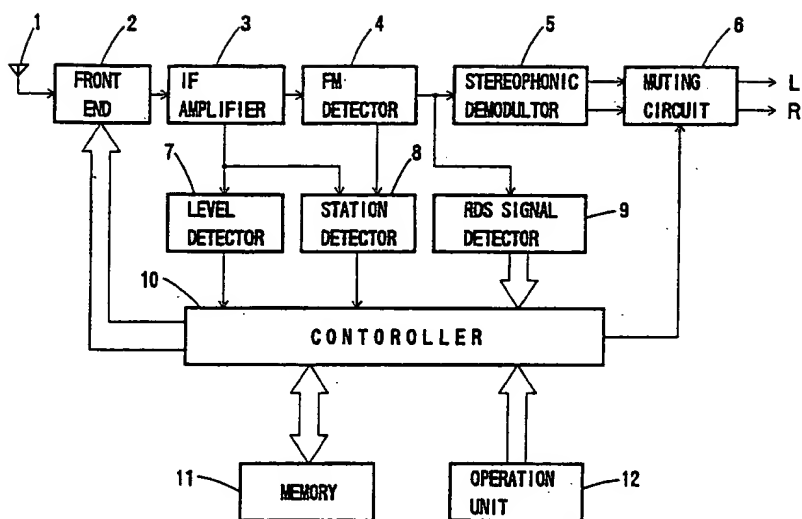 1
2
3
4
5
6
FRONT
END
IF
AMPLIFIER
FM
DETECTOR
STEREOPHONIC
DEMODULTOR
MUTING
CIRCUIT
L
R
7
8
9
LEVEL
DETECTOR
STATION
DETECTOR
RDS SIGNAL
DETECTOR
10
CONTOROLLER
11
MEMORY
OPERATION
UNIT
12